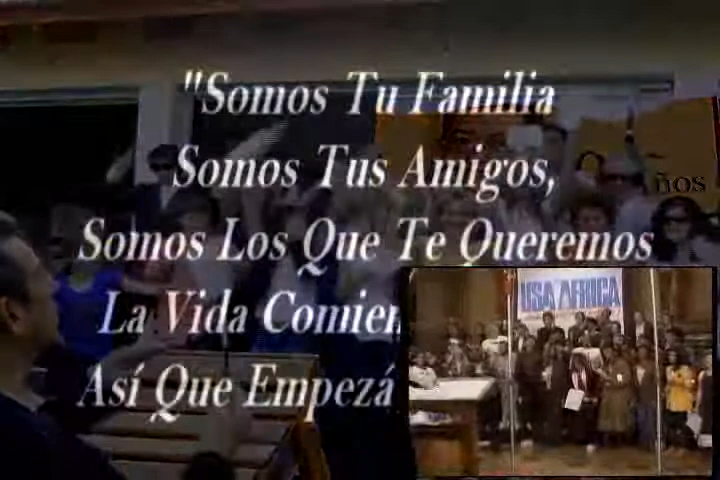 "Somos Tu Familia
Somos Tus Amigos,
Somos Los Que Te Queremos
La Vida
Así Que
USA AFRICA
ños